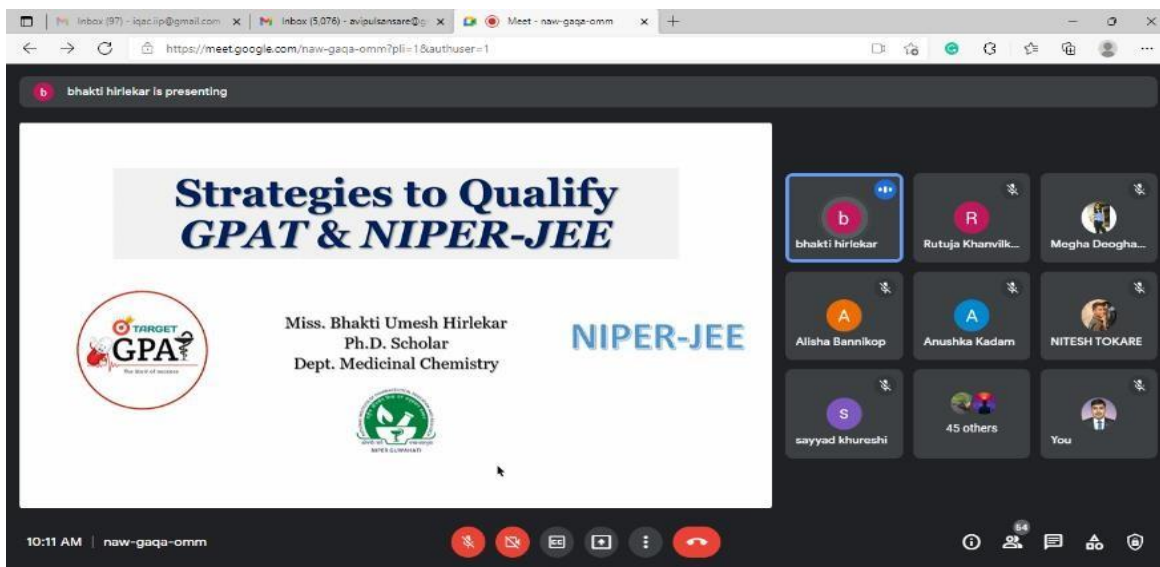 Inbox (97) - iqac.iip@gmail.com
Inbox (5,076) - avipulsansare@g
Meet - naw-gaqa-omm
https://meet.google.com/naw-gaqa-omm?pli=1&authuser=1
b bhakti hirlekar is presenting
Strategies to Qualify
GPAT & NIPER-JEE
TARGET
GPAT
Miss. Bhakti Umesh Hirlekar
Ph.D. Scholar
Dept. Medicinal Chemistry
NIPER-JEE
NIPER GUWAHATI
b
bhakti hirlekar
R
Rutuja Khanvilk...
Megha Deogha...
A
Alisha Bannikop
A
Anushka Kadam
NITESH TOKARE
s
sayyad khureshi
45 others
You
10:11 AM | naw-gaqa-omm
CC
54